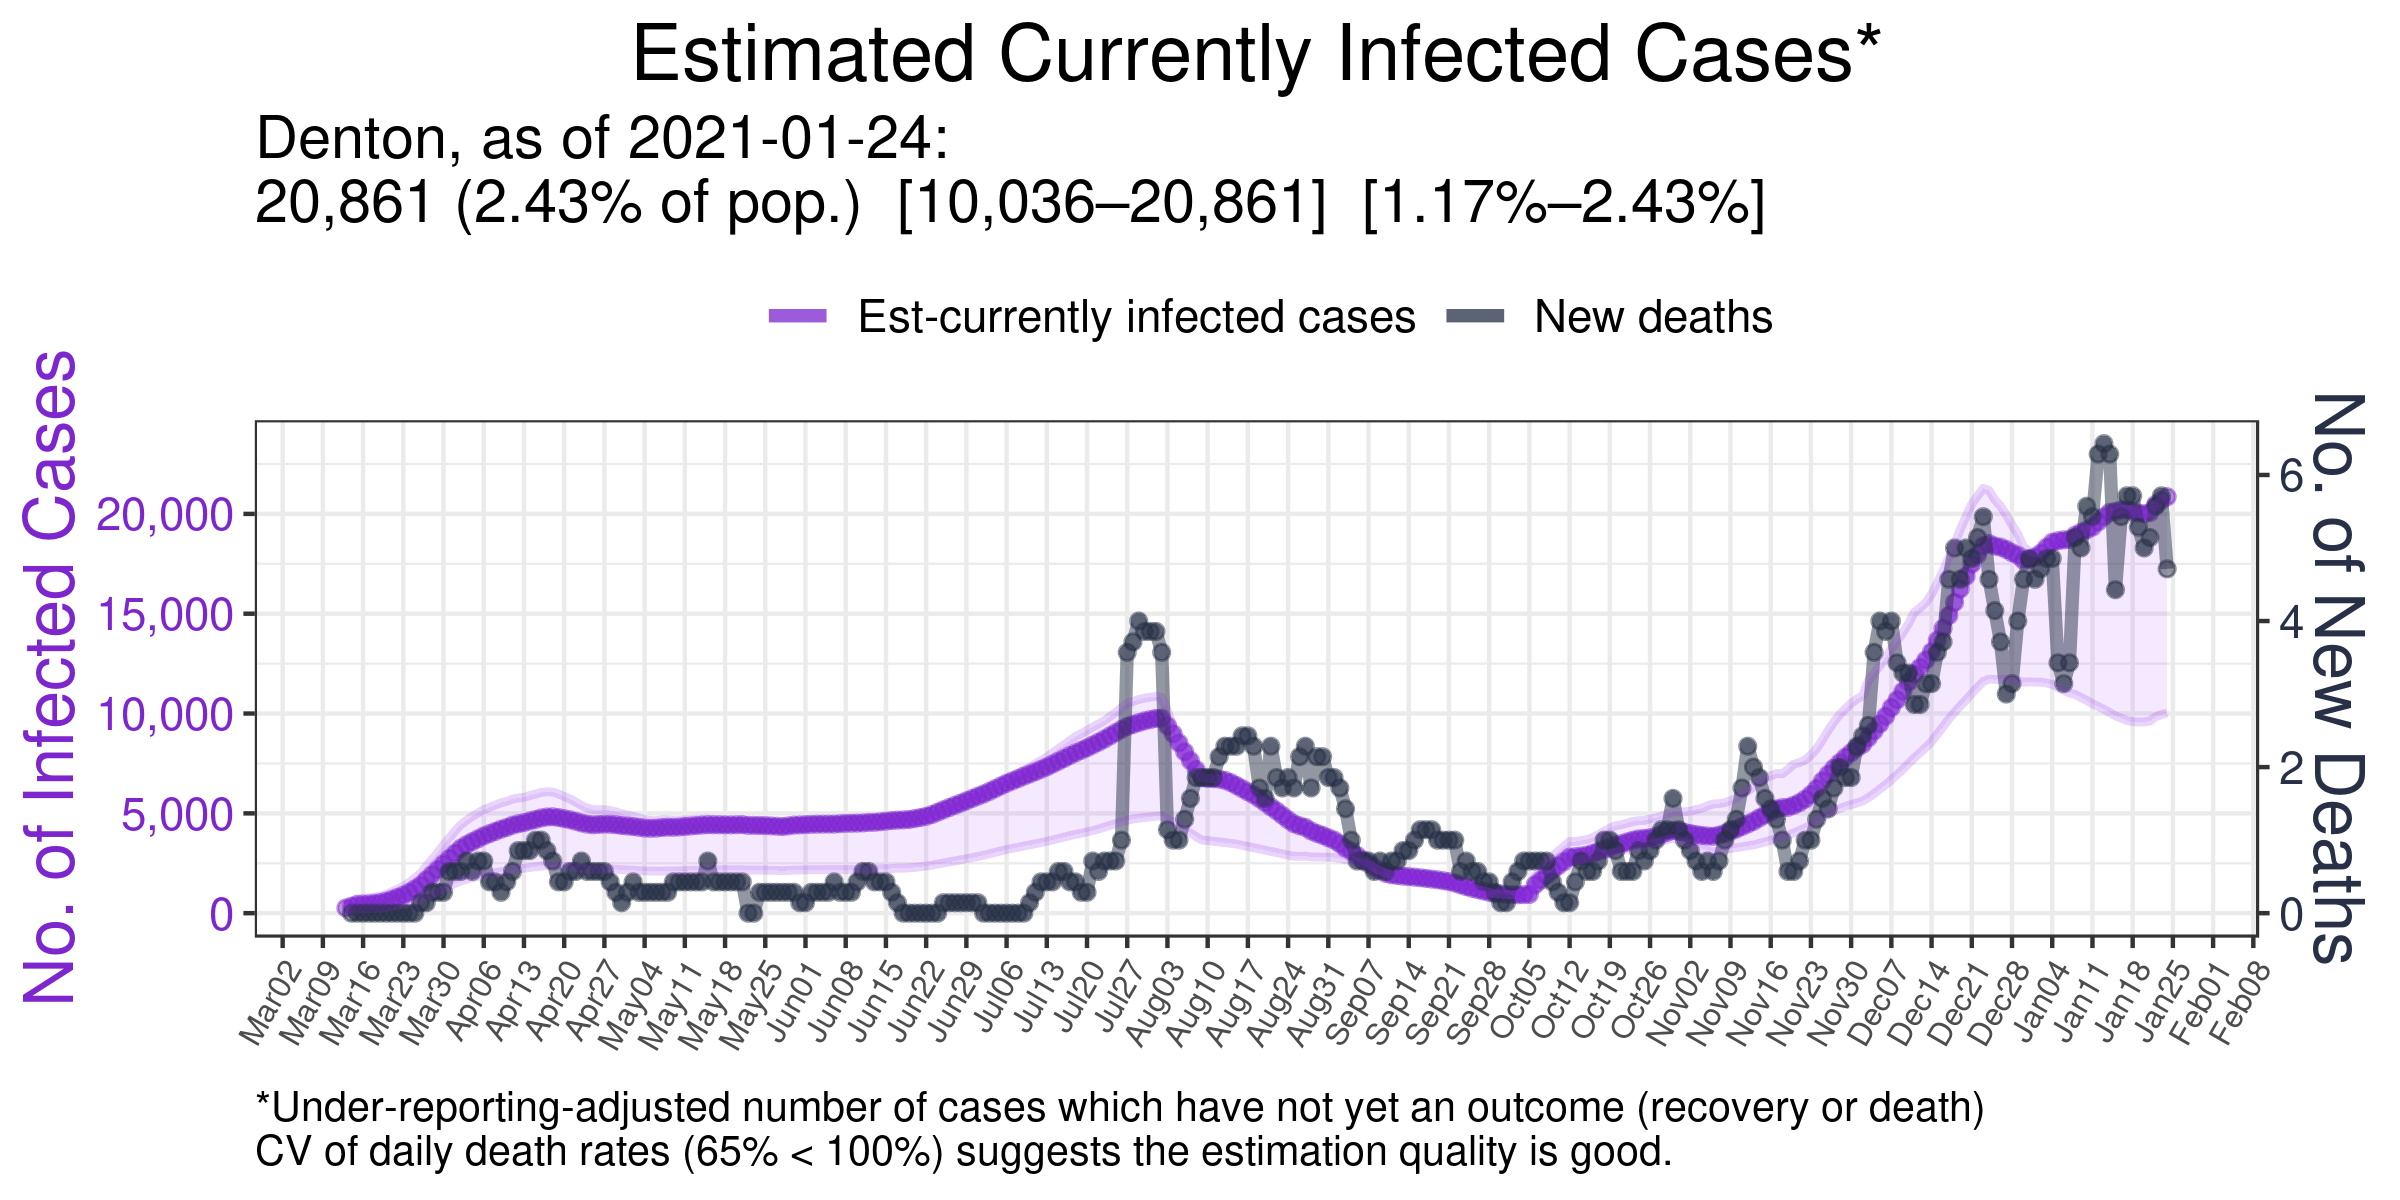 Estimated Currently Infected Cases*
Denton, as of 2021-01-24:
20,861 (2.43% of pop.)  [10,036–20,861]  [1.17%–2.43%]
Est-currently infected cases
New deaths
No. of Infected Cases
20,000
15,000
10,000
5,000
0
6
4
2
0
No. of New Deaths
Mar02
Mar09
Mar16
Mar23
Mar30
Apr06
Apr13
Apr20
Apr27
May04
May11
May18
May25
Jun01
Jun08
Jun15
Jun22
Jun29
Jul06
Jul13
Jul20
Jul27
Aug03
Aug10
Aug17
Aug24
Aug31
Sep07
Sep14
Sep21
Sep28
Oct05
Oct12
Oct19
Oct26
Nov02
Nov09
Nov16
Nov23
Nov30
Dec07
Dec14
Dec21
Dec28
Jan04
Jan11
Jan18
Jan25
Feb01
Feb08
*Under-reporting-adjusted number of cases which have not yet an outcome (recovery or death)
CV of daily death rates (65% < 100%) suggests the estimation quality is good.